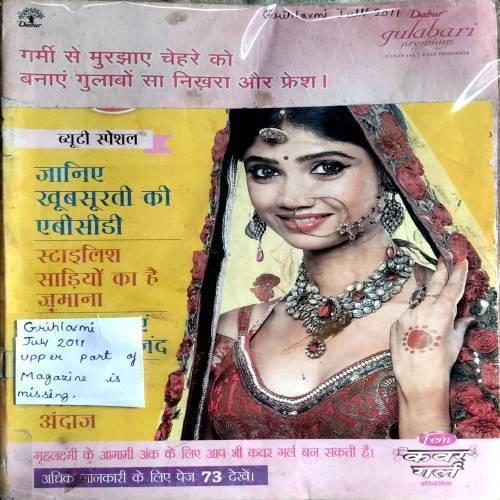 Dabur
Grihlaxmi July 2011
Dabur
gulabari
premium
गर्मी से मुरझाए चेहरे को
बनाएं गुलाबों सा निखरा और फ्रेश।
ब्यूटी स्पेशल
जानिए
खूबसूरती की
एबीसीडी
स्टाइलिश
साड़ियों का है
ज़माना
Grihlaxmi
July 2011
upper part of
Magazine is
missing.
अंदाज
गृहलक्ष्मी के आगामी अंक के लिए आप भी कवर गर्ल बन सकती हैं।
अधिक जानकारी के लिए पेज 73 देखें।
fem
कवर
गर्ल
प्रतियोगिता